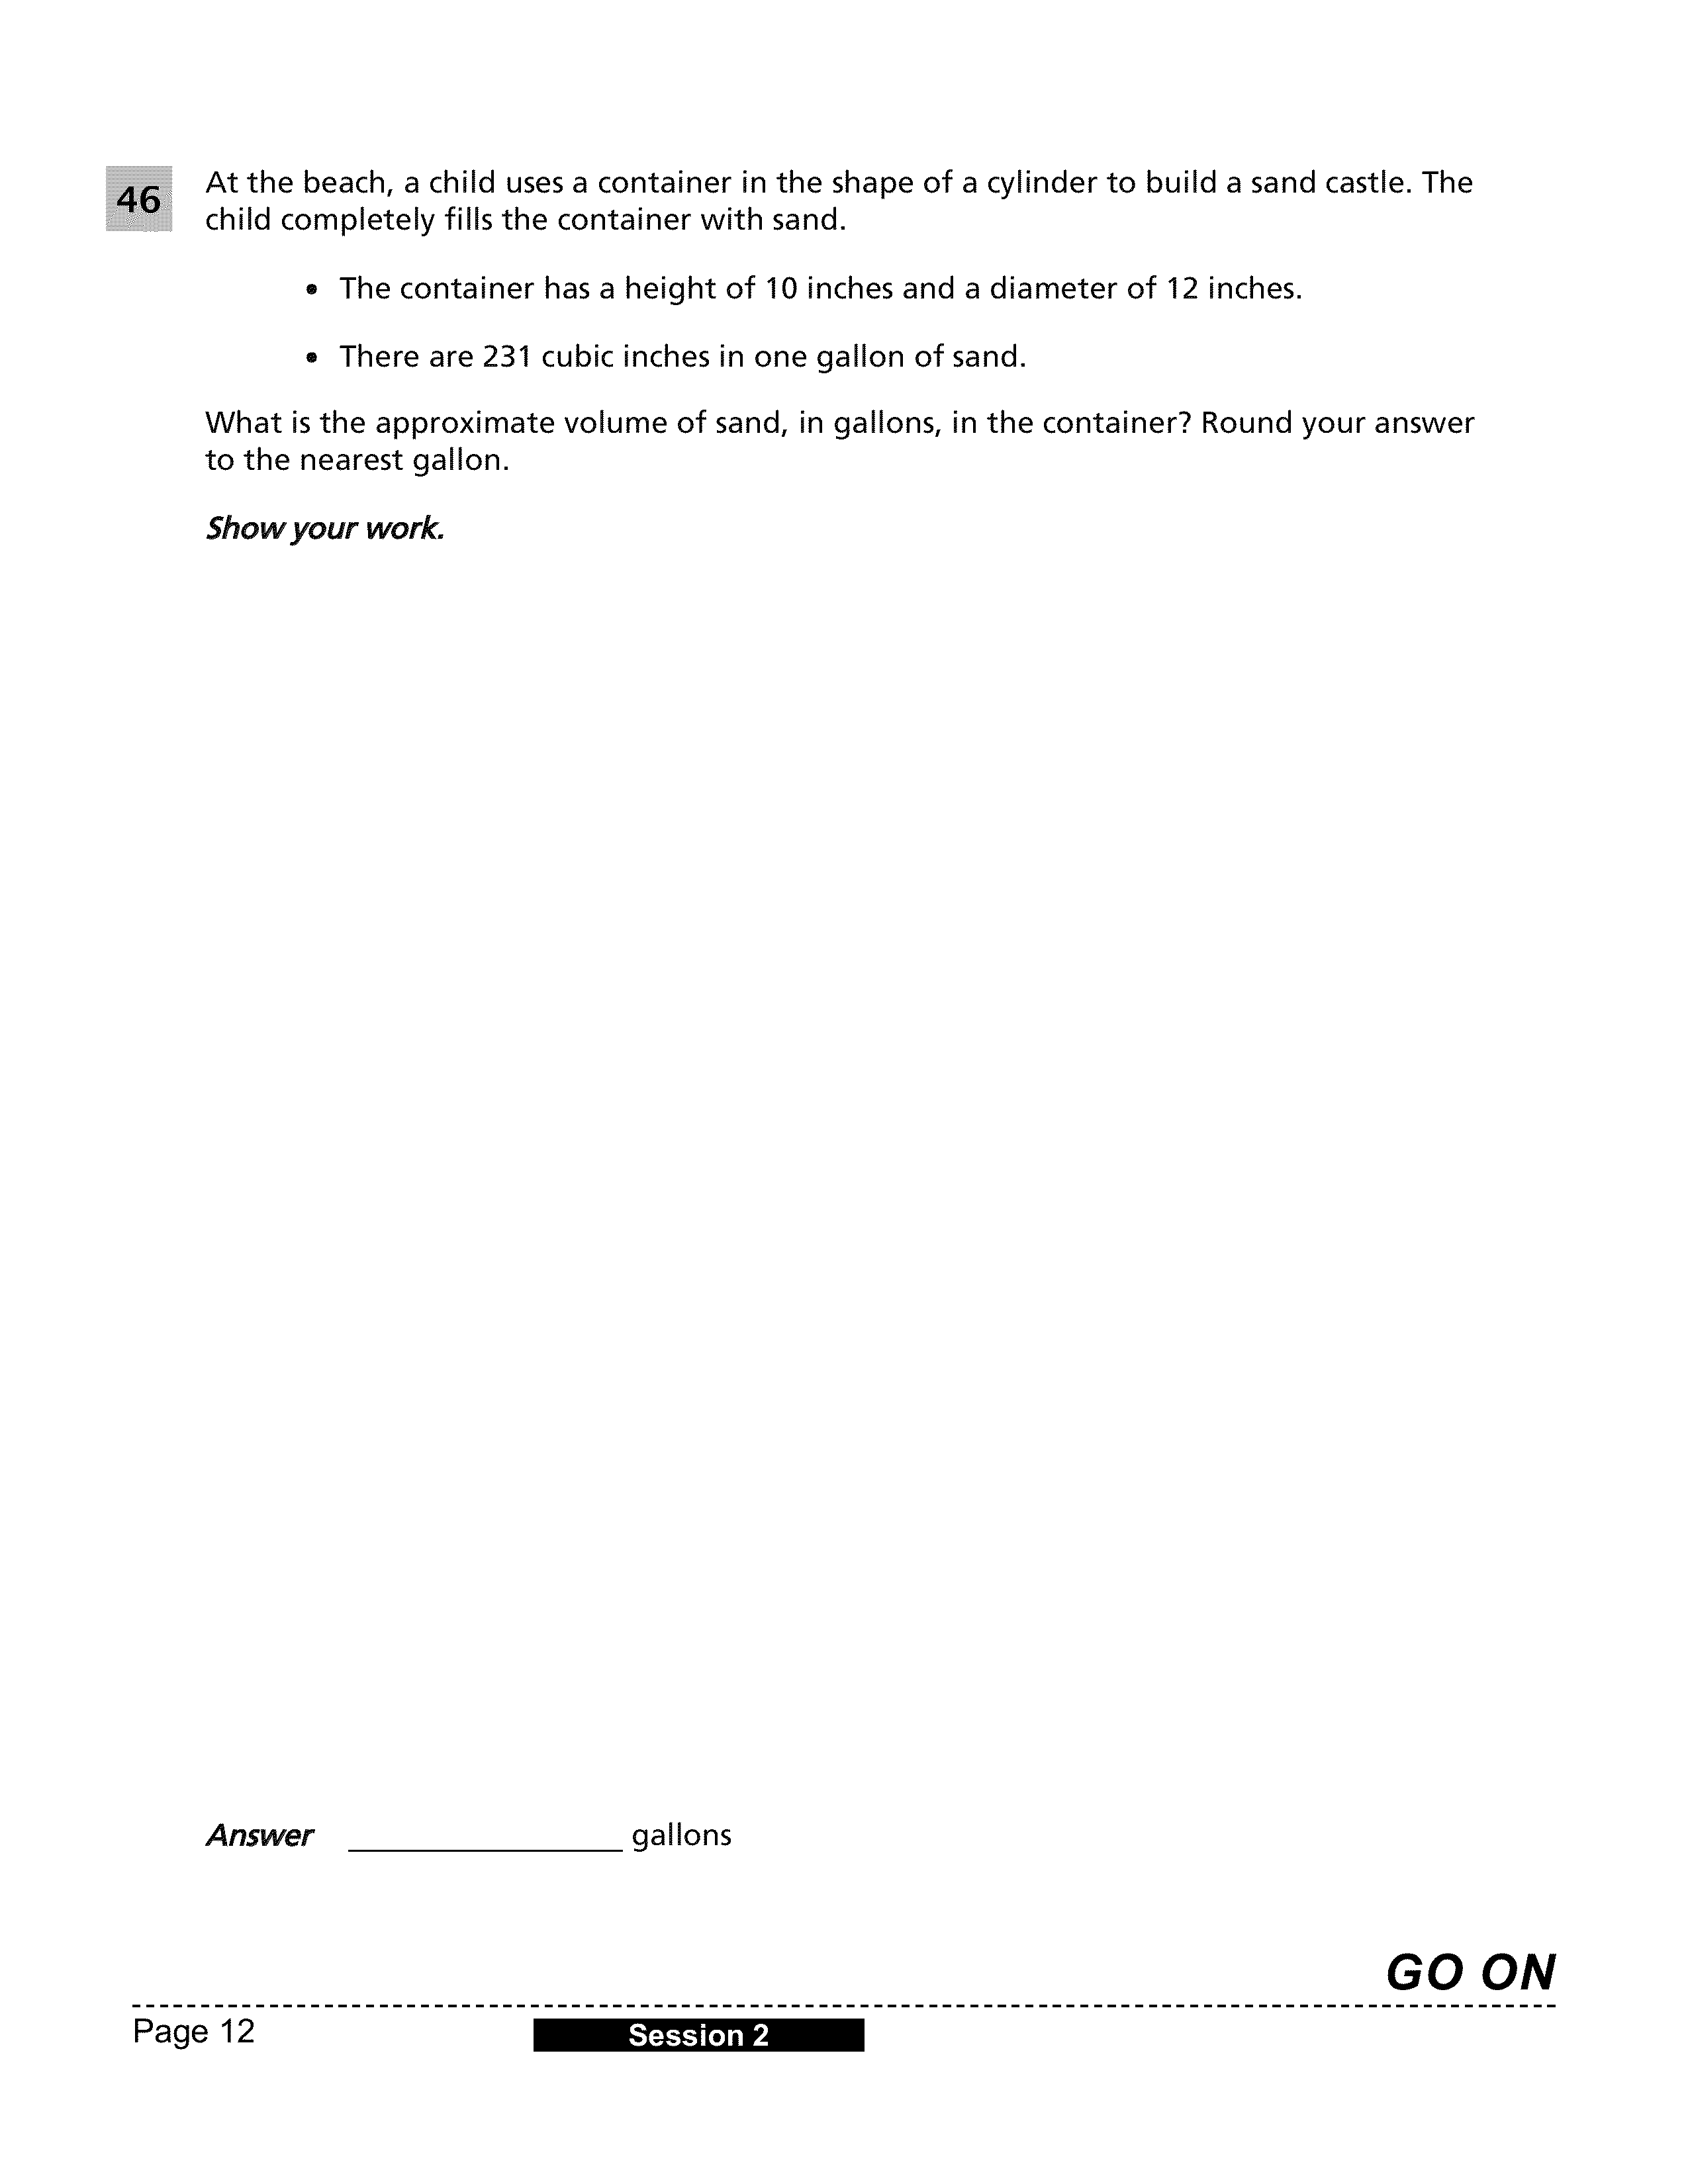 46
At the beach, a child uses a container in the shape of a cylinder to build a sand castle. The
child completely fills the container with sand.
• The container has a height of 10 inches and a diameter of 12 inches.
• There are 231 cubic inches in one gallon of sand.
What is the approximate volume of sand, in gallons, in the container? Round your answer
to the nearest gallon.
Show your work.
Answer ________________ gallons
GO ON
Page 12
Session 2